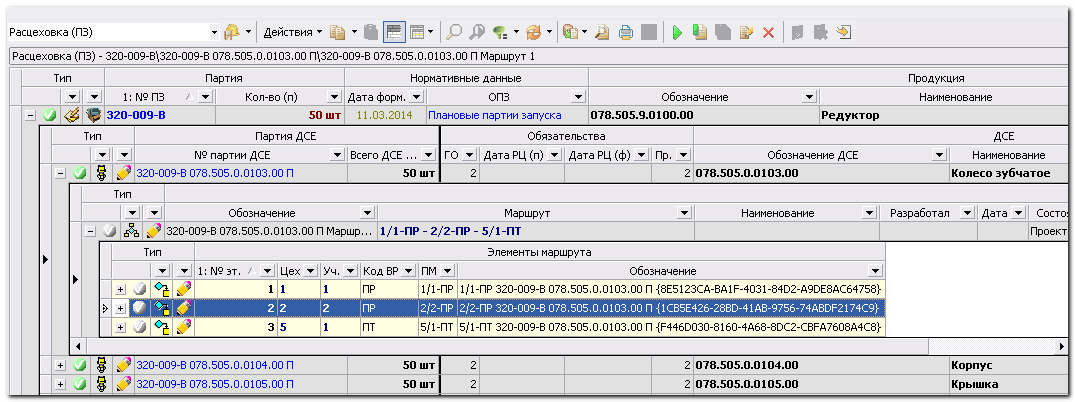 Расцеховка (ПЗ) Действия
Расцеховка (ПЗ) - 320-009-В\320-009-В 078.505.0.0103.00 П\320-009-В 078.505.0.0103.00 П Маршрут 1
Тип Партия Нормативные данные Продукция
1: № ПЗ Кол-во (п) Дата форм. ОПЗ Обозначение Наименование
320-009-В 50 шт 11.03.2014 Плановые партии запуска 078.505.9.0100.00 Редуктор
Тип Партия ДСЕ Обязательства ДСЕ
№ партии ДСЕ Всего ДСЕ ... ГО Дата РЦ (п) Дата РЦ (ф) Пр. Обозначение ДСЕ Наименование
320-009-В 078.505.0.0103.00 П 50 шт 2 2 078.505.0.0103.00 Колесо зубчатое
Тип
Обозначение Маршрут Наименование Разработал Дата Состо
320-009-В 078.505.0.0103.00 П Маршр... 1/1-ПР - 2/2-ПР - 5/1-ПТ Проект
Тип Элементы маршрута
1: № эт. Цех Уч. Код ВР ПМ Обозначение
1 1 1 ПР 1/1-ПР 1/1-ПР 320-009-В 078.505.0.0103.00 П {8E5123CA-BA1F-4031-84D2-A9DE8AC64758}
2 2 2 ПР 2/2-ПР 2/2-ПР 320-009-В 078.505.0.0103.00 П {1CB5E426-28BD-41AB-9756-74ABDF2174C9}
3 5 1 ПТ 5/1-ПТ 5/1-ПТ 320-009-В 078.505.0.0103.00 П {F446D030-8160-4A68-8DC2-CBFA7608A4C8}
320-009-В 078.505.0.0104.00 П 50 шт 2 2 078.505.0.0104.00 Корпус
320-009-В 078.505.0.0105.00 П 50 шт 2 2 078.505.0.0105.00 Крышка